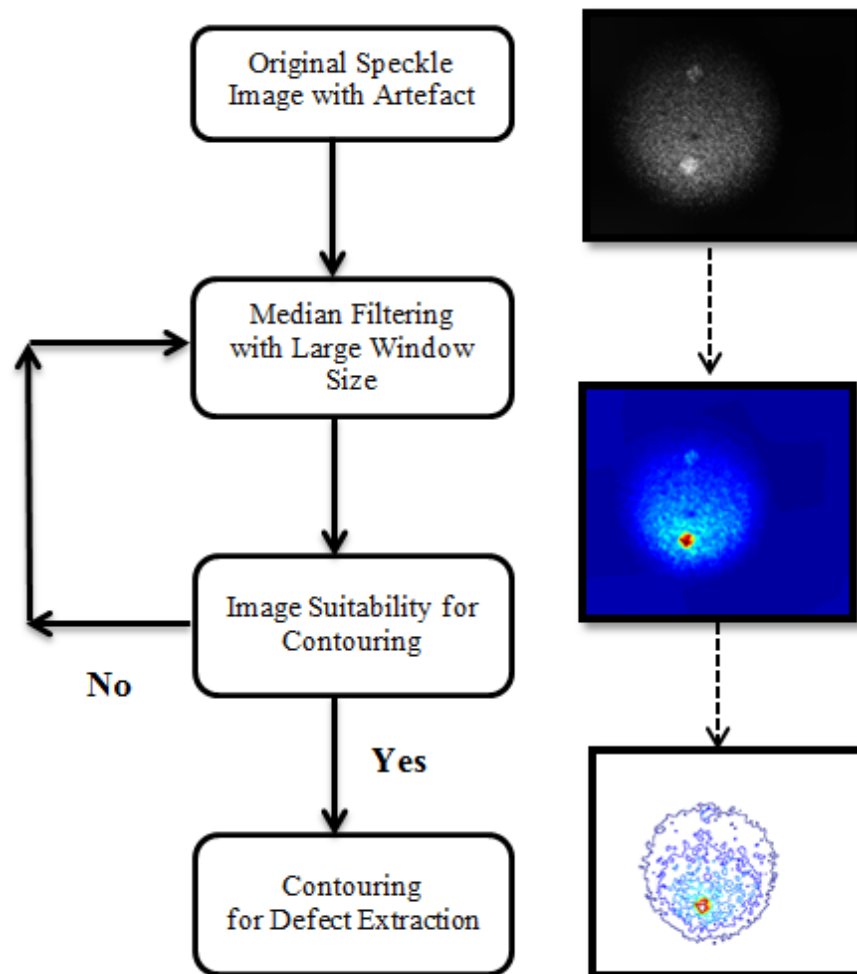 Original Speckle
Image with Artefact
Median Filtering
with Large Window
Size
Image Suitability for
Contouring
No
Yes
Contouring
for Defect Extraction